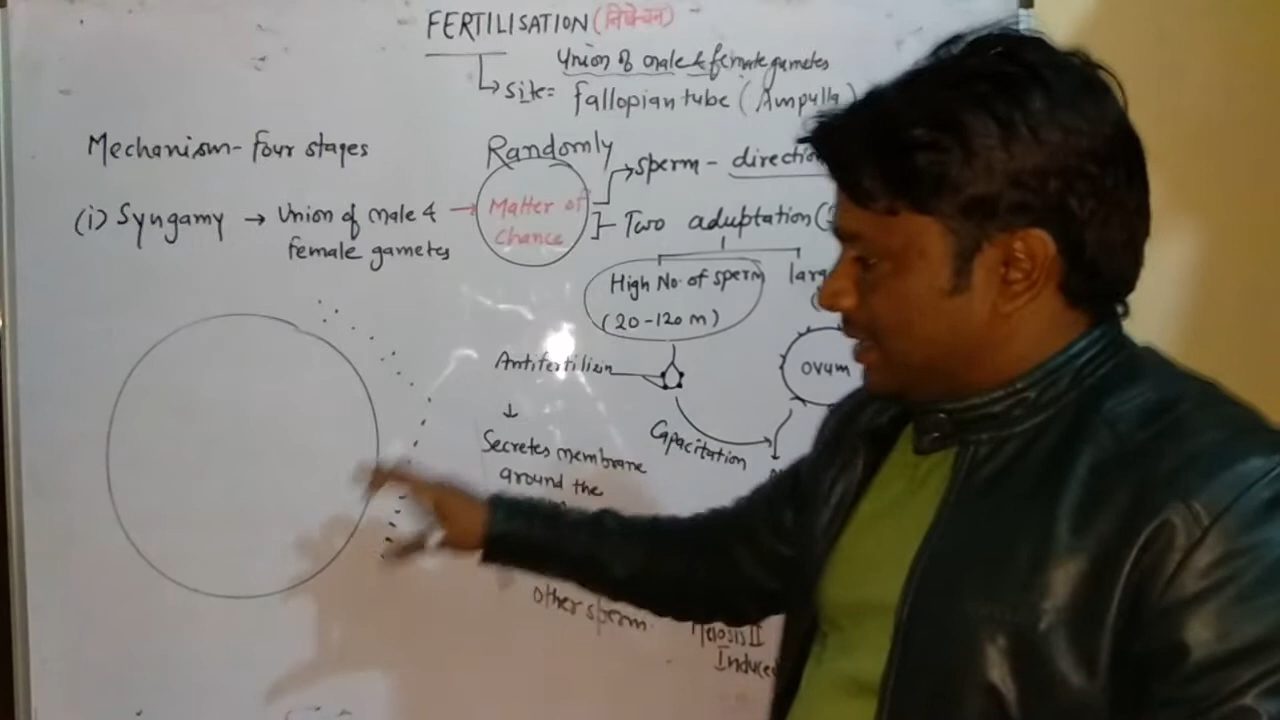 FERTILISATION (निषेचन)
Union of male & female gametes
Site= fallopian tube (Ampulla)
Mechanism- four stages
Randomly
sperm - direction
(i) Syngamy → Union of male &
female gametes
Matter of
Chance
Two aduptation (
High No. of sperm
(20-120 m)
Antifertilizin
ovum
Capacitation
↓
Secretes membrane
around the
other sperm
Meiosis II
Induced